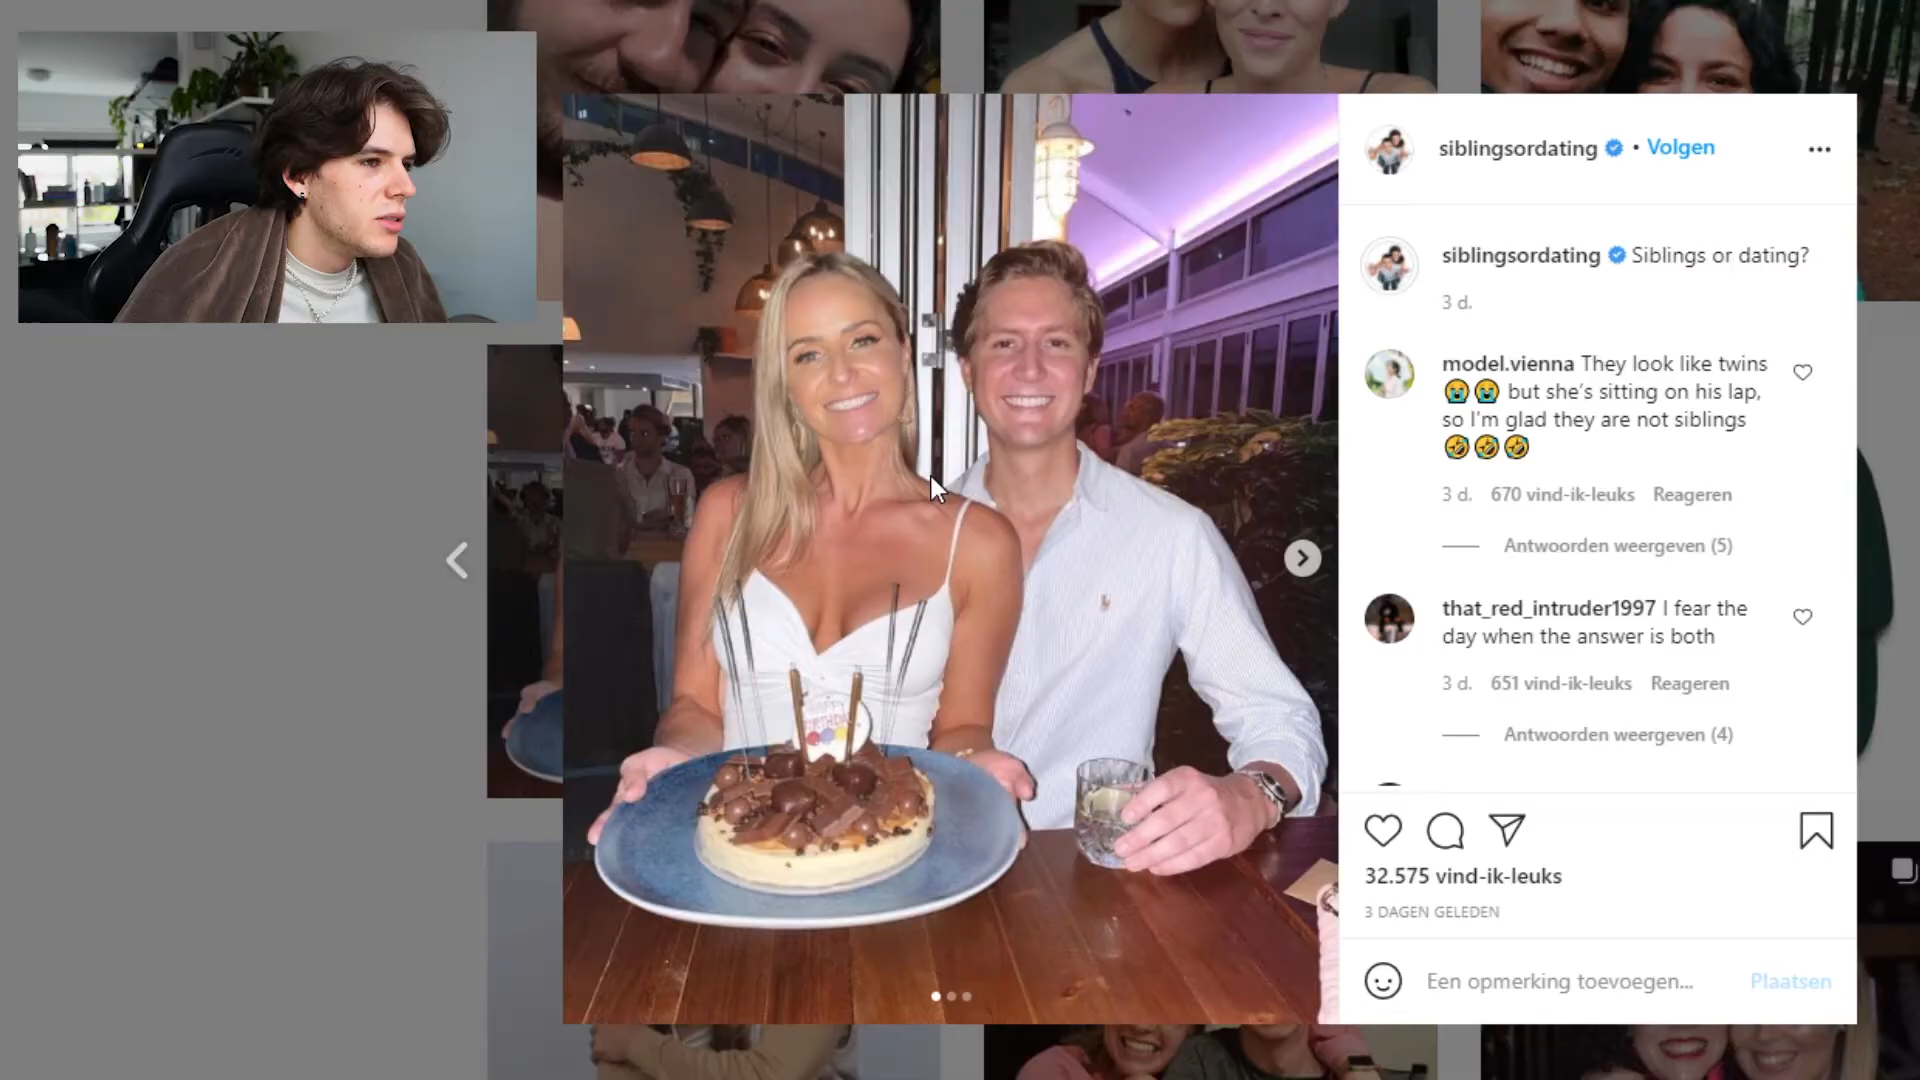 siblingsordating • Volgen
siblingsordating Siblings or dating?
3 d.
model.vienna They look like twins
😭😭 but she's sitting on his lap,
so I'm glad they are not siblings
🤣🤣🤣
3 d. 670 vind-ik-leuks Reageren
Antwoorden weergeven (5)
that_red_intruder1997 I fear the
day when the answer is both
3 d. 651 vind-ik-leuks Reageren
Antwoorden weergeven (4)
HAPPY
BIRTHDAY
32.575 vind-ik-leuks
3 DAGEN GELEDEN
Een opmerking toevoegen... Plaatsen